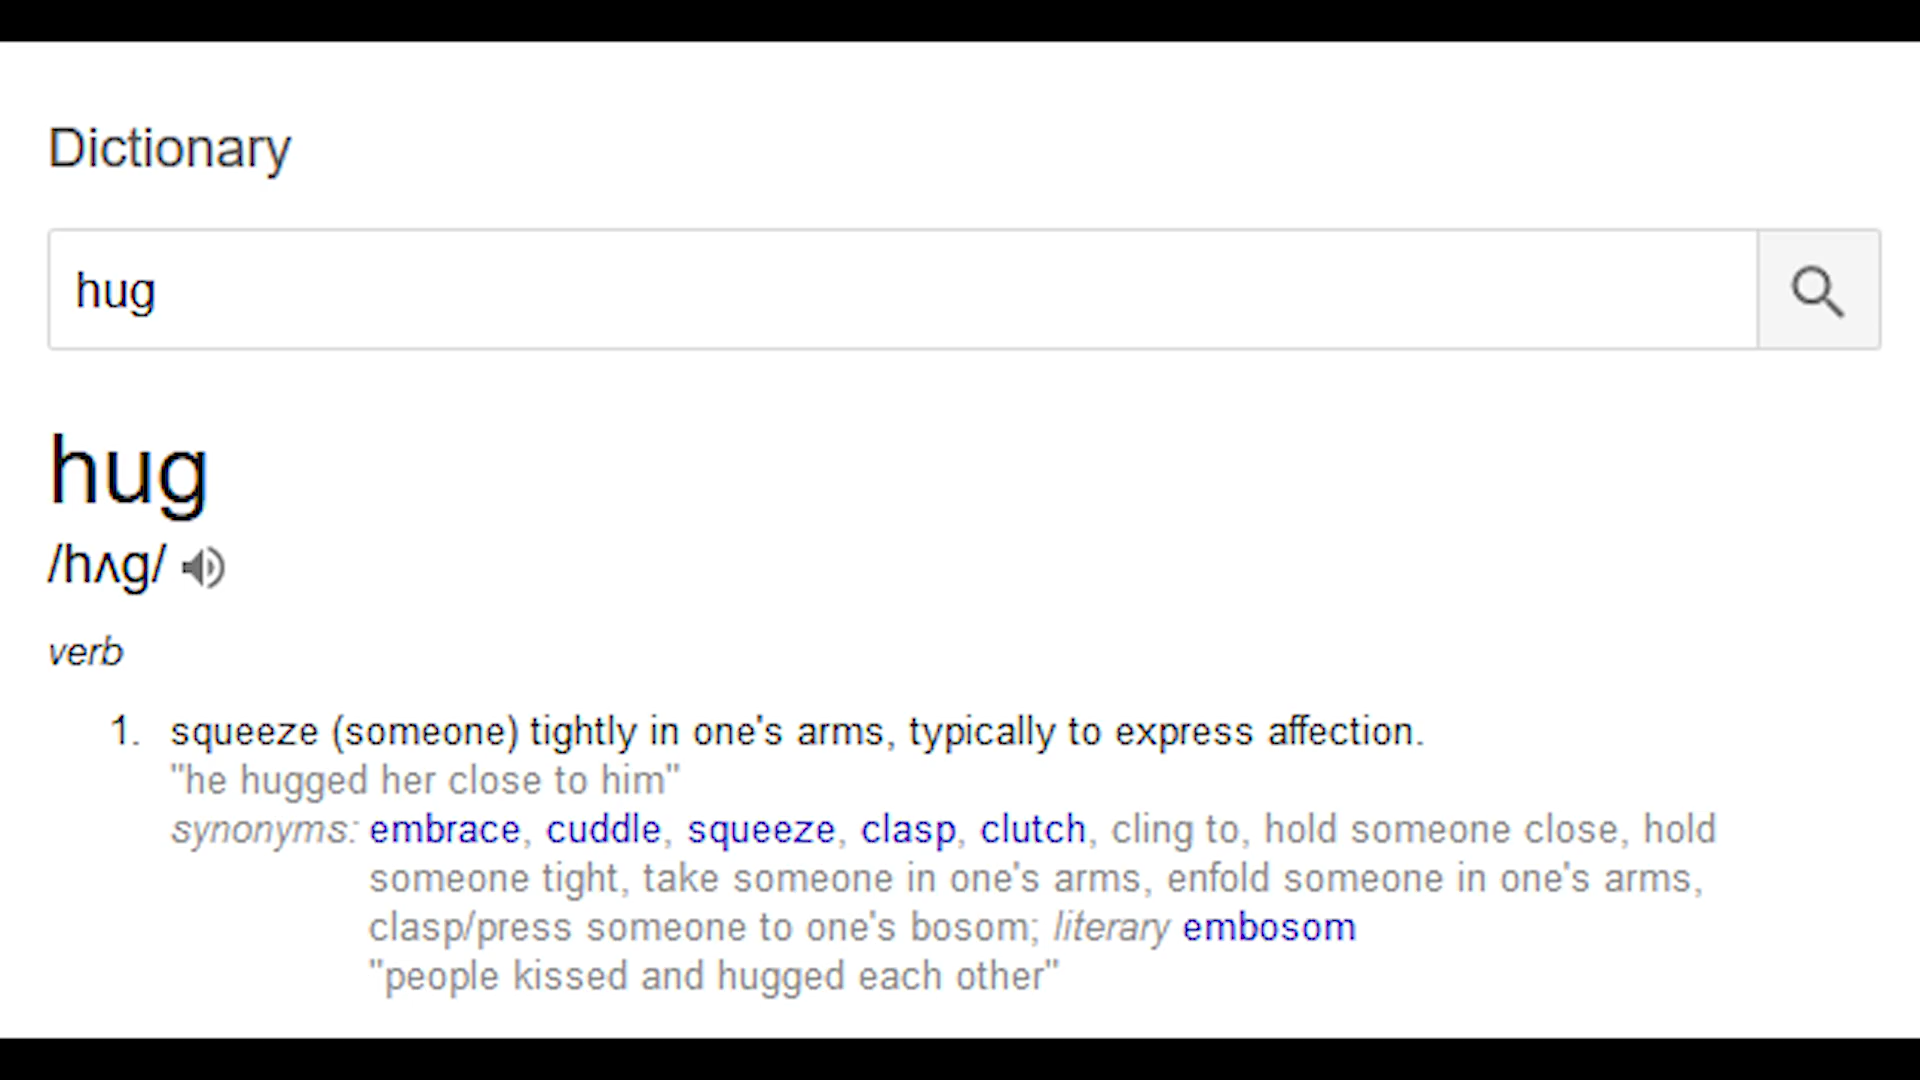 Dictionary
hug
hug
/hʌg/
verb
1. squeeze (someone) tightly in one's arms, typically to express affection.
"he hugged her close to him"
synonyms: embrace, cuddle, squeeze, clasp, clutch, cling to, hold someone close, hold
someone tight, take someone in one's arms, enfold someone in one's arms,
clasp/press someone to one's bosom; literary embosom
"people kissed and hugged each other"